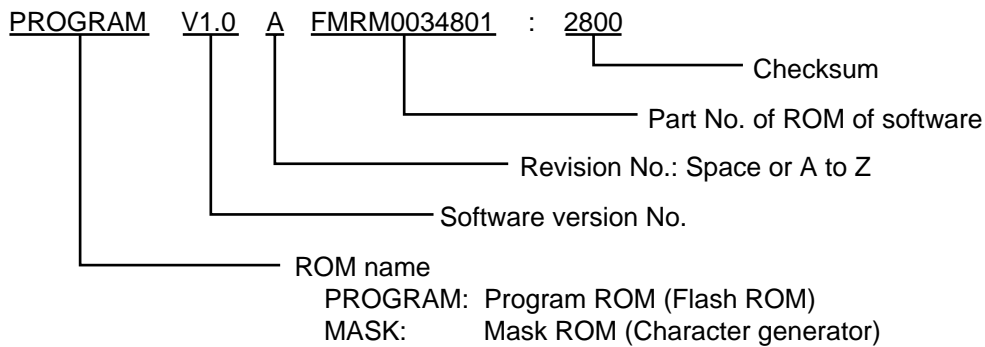 PROGRAM V1.0 A FMRM0034801 : 2800
Checksum
Part No. of ROM of software
Revision No.: Space or A to Z
Software version No.
ROM name
PROGRAM: Program ROM (Flash ROM)
MASK: Mask ROM (Character generator)